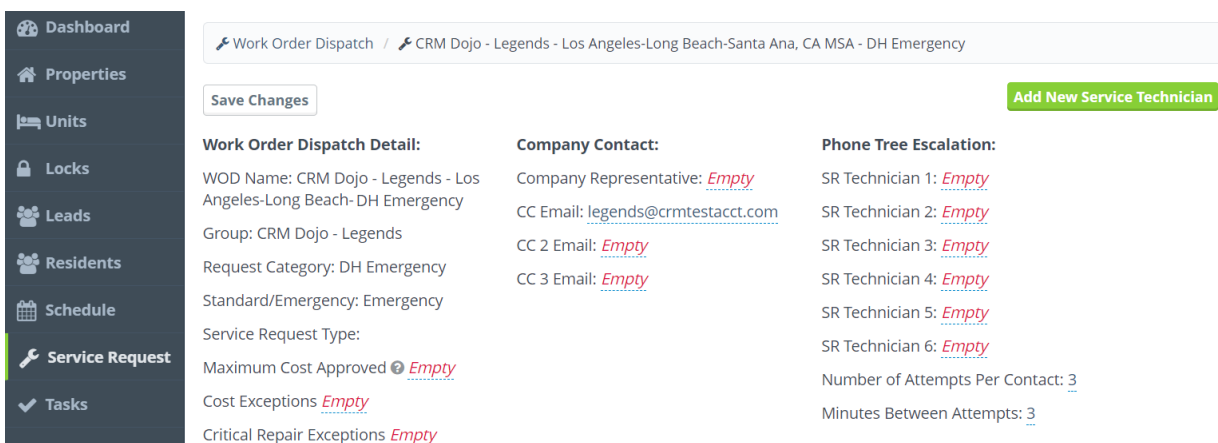 Dashboard
Properties
Units
Locks
Leads
Residents
Schedule
Service Request
Tasks
Work Order Dispatch / CRM Dojo - Legends - Los Angeles-Long Beach-Santa Ana, CA MSA - DH Emergency
Save Changes
Add New Service Technician
Work Order Dispatch Detail:
WOD Name: CRM Dojo - Legends - Los
Angeles-Long Beach- DH Emergency
Group: CRM Dojo - Legends
Request Category: DH Emergency
Standard/Emergency: Emergency
Service Request Type:
Maximum Cost Approved ? Empty
Cost Exceptions Empty
Critical Repair Exceptions Empty
Company Contact:
Company Representative: Empty
CC Email: legends@crmtestacct.com
CC 2 Email: Empty
CC 3 Email: Empty
Phone Tree Escalation:
SR Technician 1: Empty
SR Technician 2: Empty
SR Technician 3: Empty
SR Technician 4: Empty
SR Technician 5: Empty
SR Technician 6: Empty
Number of Attempts Per Contact: 3
Minutes Between Attempts: 3